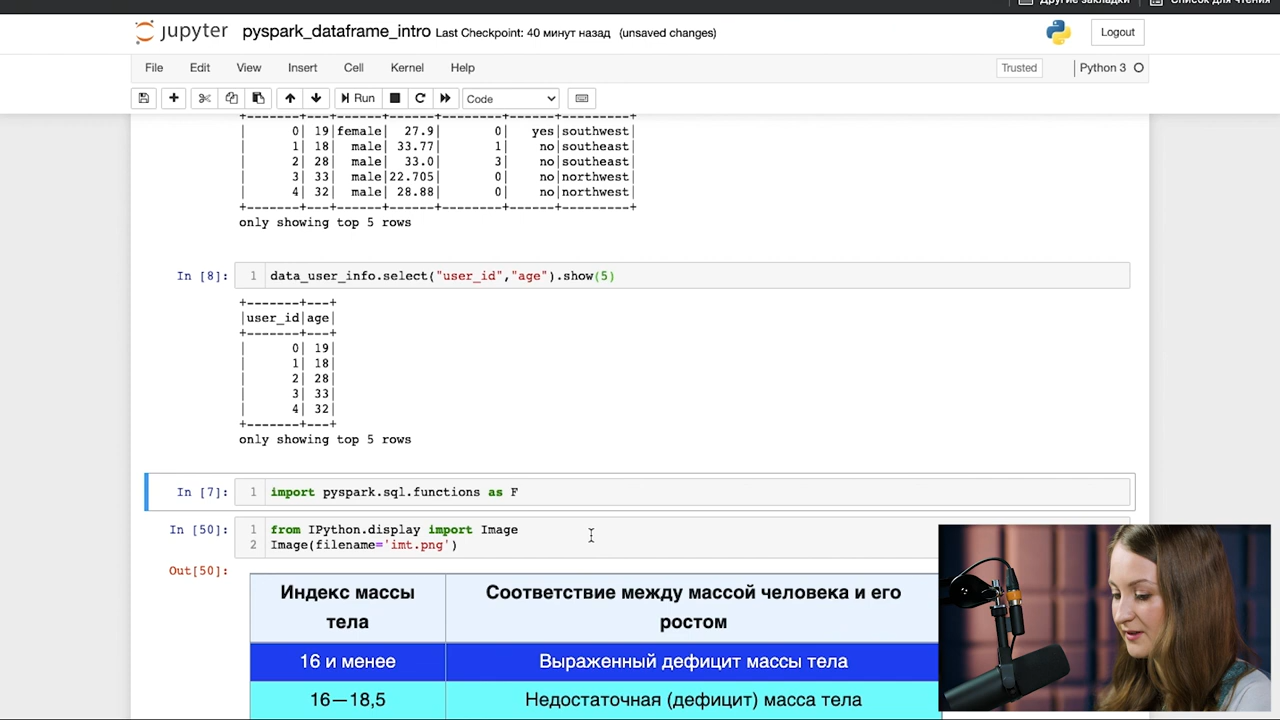 Другие закладки Список для чтения
jupyter pyspark_dataframe_intro Last Checkpoint: 40 минут назад (unsaved changes) Logout
File Edit View Insert Cell Kernel Help Trusted Python 3
Run Code
+-------+---+------+------+--------+------+---------+
| 0| 19|female| 27.9| 0| yes|southwest|
| 1| 18| male| 33.77| 1| no|southeast|
| 2| 28| male| 33.0| 3| no|southeast|
| 3| 33| male|22.705| 0| no|northwest|
| 4| 32| male| 28.88| 0| no|northwest|
+-------+---+------+------+--------+------+---------+
only showing top 5 rows
In [8]: 1 data_user_info.select("user_id","age").show(5)
+-------+---+
|user_id|age|
+-------+---+
| 0| 19|
| 1| 18|
| 2| 28|
| 3| 33|
| 4| 32|
+-------+---+
only showing top 5 rows
In [7]: 1 import pyspark.sql.functions as F
In [50]: 1 from IPython.display import Image
2 Image(filename='imt.png')
Out[50]:
Индекс массы
тела
Соответствие между массой человека и его
ростом
16 и менее Выраженный дефицит массы тела
16—18,5 Недостаточная (дефицит) масса тела